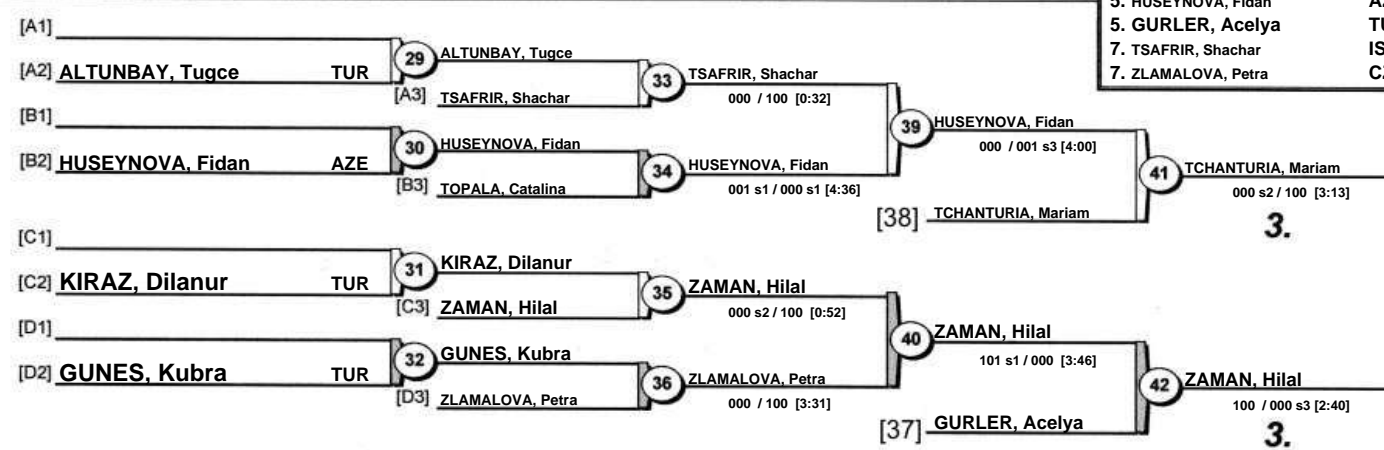 5. HUSEYNOVA, Fidan
5. GURLER, Acelya
7. TSAFRIR, Shachar
7. ZLAMALOVA, Petra
[A1]
[A2] ALTUNBAY, Tugce TUR
29
ALTUNBAY, Tugce
[A3] TSAFRIR, Shachar
33
TSAFRIR, Shachar
000 / 100 [0:32]
[B1]
[B2] HUSEYNOVA, Fidan AZE
30
HUSEYNOVA, Fidan
[B3] TOPALA, Catalina
34
HUSEYNOVA, Fidan
001 s1 / 000 s1 [4:36]
39
HUSEYNOVA, Fidan
000 / 001 s3 [4:00]
[38] TCHANTURIA, Mariam
41
TCHANTURIA, Mariam
000 s2 / 100 [3:13]
3.
[C1]
[C2] KIRAZ, Dilanur TUR
31
KIRAZ, Dilanur
[C3] ZAMAN, Hilal
35
ZAMAN, Hilal
000 s2 / 100 [0:52]
[D1]
[D2] GUNES, Kubra TUR
32
GUNES, Kubra
[D3] ZLAMALOVA, Petra
36
ZLAMALOVA, Petra
000 / 100 [3:31]
40
ZAMAN, Hilal
101 s1 / 000 [3:46]
[37] GURLER, Acelya
42
ZAMAN, Hilal
100 / 000 s3 [2:40]
3.